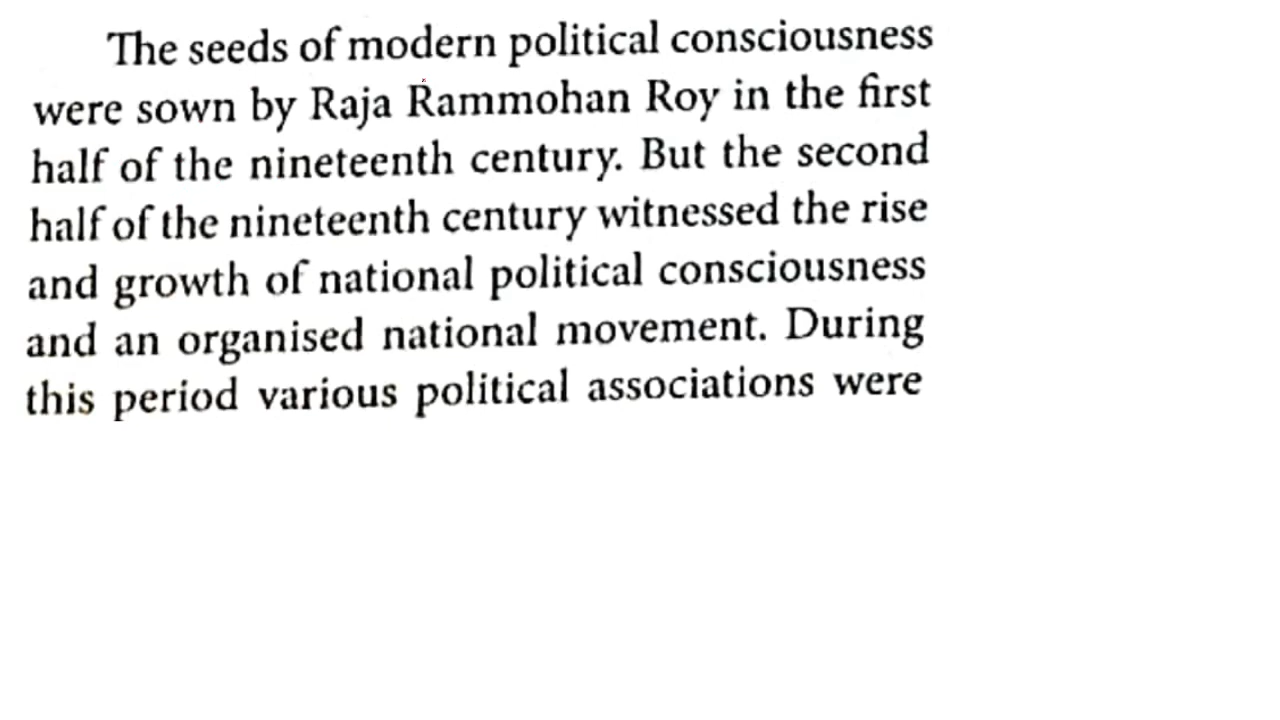 The seeds of modern political consciousness
were sown by Raja Rammohan Roy in the first
half of the nineteenth century. But the second
half of the nineteenth century witnessed the rise
and growth of national political consciousness
and an organised national movement. During
this period various political associations were